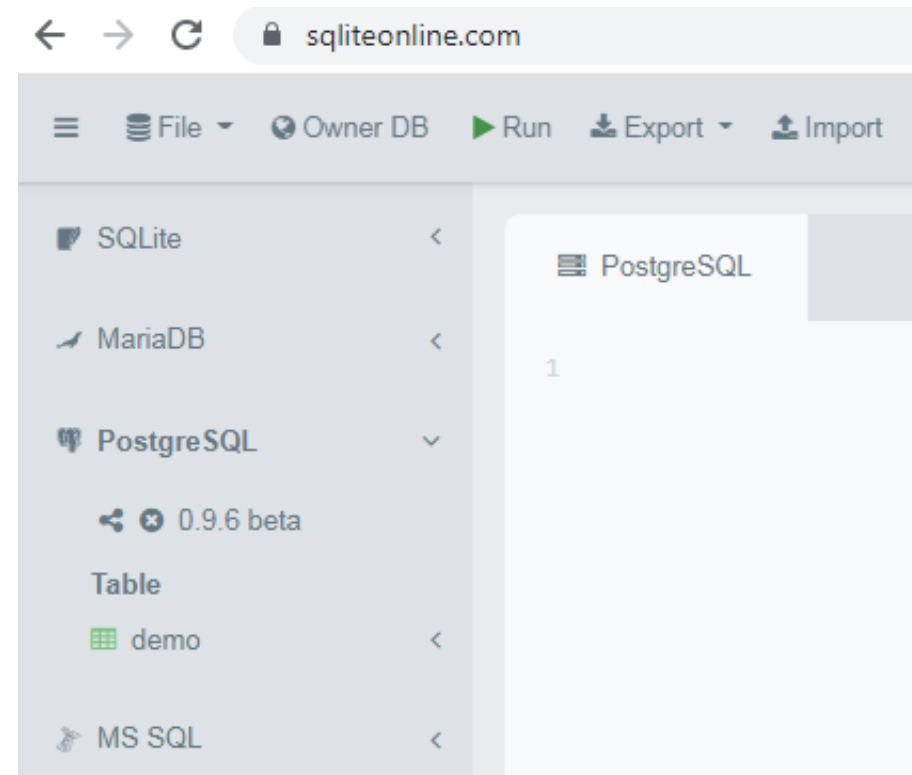 sqliteonline.com
File Owner DB Run Export Import
SQLite
MariaDB
PostgreSQL
0.9.6 beta
Table
demo
MS SQL
PostgreSQL
1